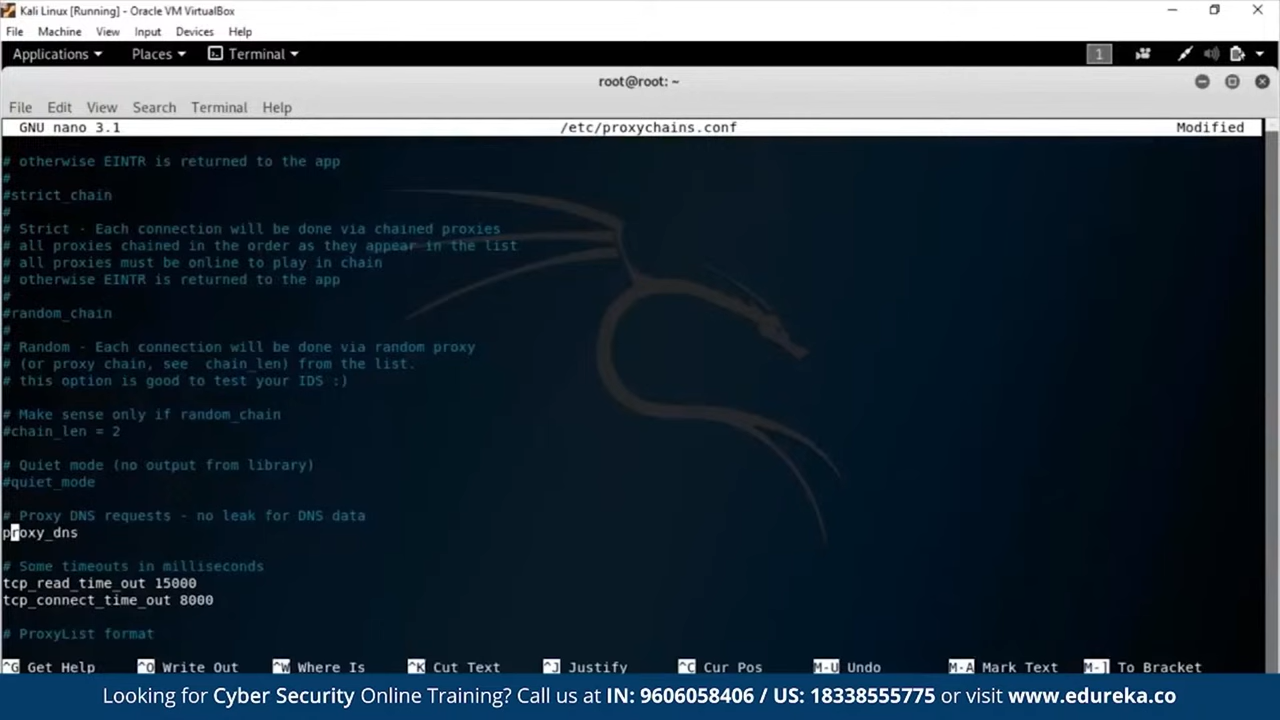 Kali Linux [Running] - Oracle VM VirtualBox
File Machine View Input Devices Help
Applications Places Terminal 1
root@root: ~
File Edit View Search Terminal Help
GNU nano 3.1 /etc/proxychains.conf Modified
# otherwise EINTR is returned to the app
#
#strict_chain
#
# Strict - Each connection will be done via chained proxies
# all proxies chained in the order as they appear in the list
# all proxies must be online to play in chain
# otherwise EINTR is returned to the app
#
#random_chain
#
# Random - Each connection will be done via random proxy
# (or proxy chain, see  chain_len) from the list.
# this option is good to test your IDS :)
# Make sense only if random_chain
#chain_len = 2
# Quiet mode (no output from library)
#quiet_mode
# Proxy DNS requests - no leak for DNS data
proxy_dns
# Some timeouts in milliseconds
tcp_read_time_out 15000
tcp_connect_time_out 8000
# ProxyList format
^G Get Help ^O Write Out ^W Where Is ^K Cut Text ^J Justify ^C Cur Pos M-U Undo M-A Mark Text M-] To Bracket
Looking for Cyber Security Online Training? Call us at IN: 9606058406 / US: 18338555775 or visit www.edureka.co